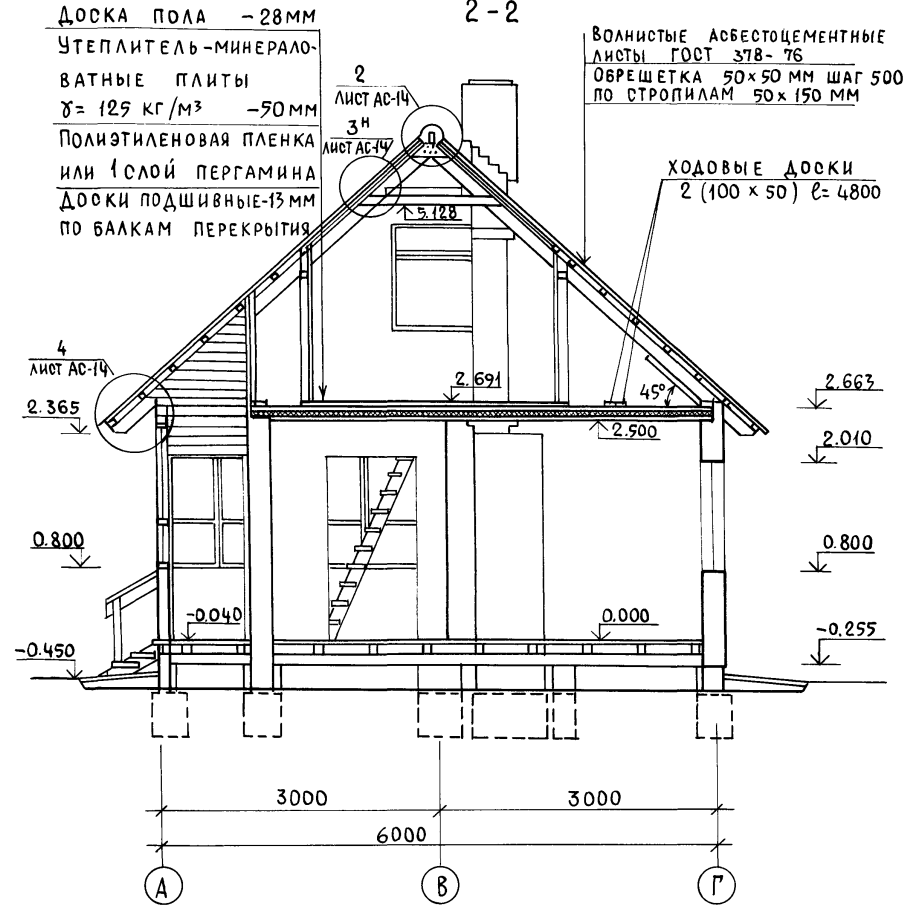 2-2
ДОСКА ПОЛА -28ММ
УТЕПЛИТЕЛЬ-МИНЕРАЛО-
ВАТНЫЕ ПЛИТЫ
γ= 125 КГ/М³ -50ММ
ПОЛИЭТИЛЕНОВАЯ ПЛЕНКА
ИЛИ 1 СЛОЙ ПЕРГАМИНА
ДОСКИ ПОДШИВНЫЕ-13ММ
ПО БАЛКАМ ПЕРЕКРЫТИЯ
2
ЛИСТ АС-14
3Н
ЛИСТ АС-14
ВОЛНИСТЫЕ АСБЕСТОЦЕМЕНТНЫЕ
ЛИСТЫ ГОСТ 378-76
ОБРЕШЕТКА 50×50 ММ ШАГ 500
ПО СТРОПИЛАМ 50×150 ММ
ХОДОВЫЕ ДОСКИ
2 (100×50) ℓ= 4800
П
5.128
4
ЛИСТ АС-14
2.365
2.691
45°
2.663
2.500
2.010
0.800
0.800
-0.040
0.000
-0.450
-0.255
3000
3000
6000
А
В
Г